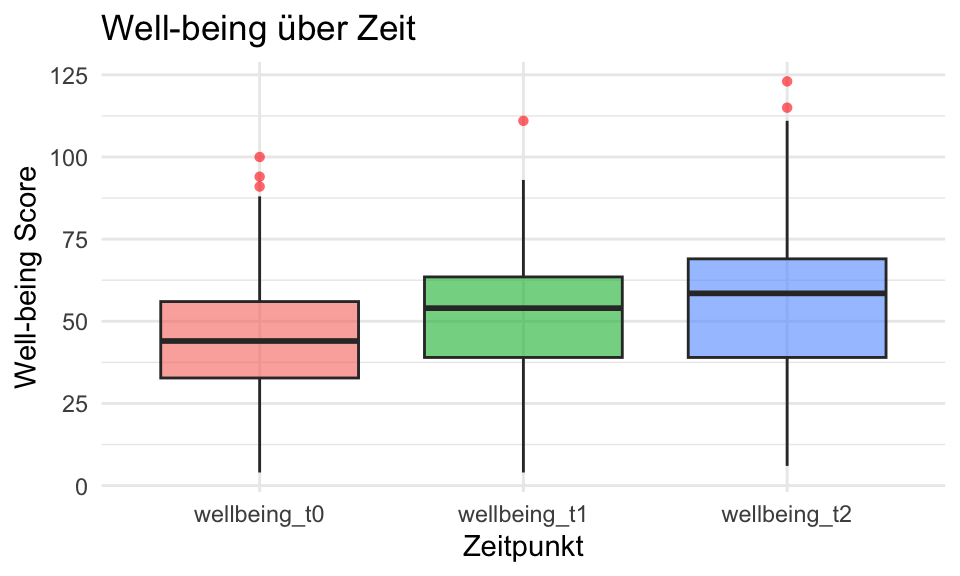 Well-being über Zeit
Well-being Score
125
100
75
50
25
0
wellbeing_t0
wellbeing_t1
wellbeing_t2
Zeitpunkt